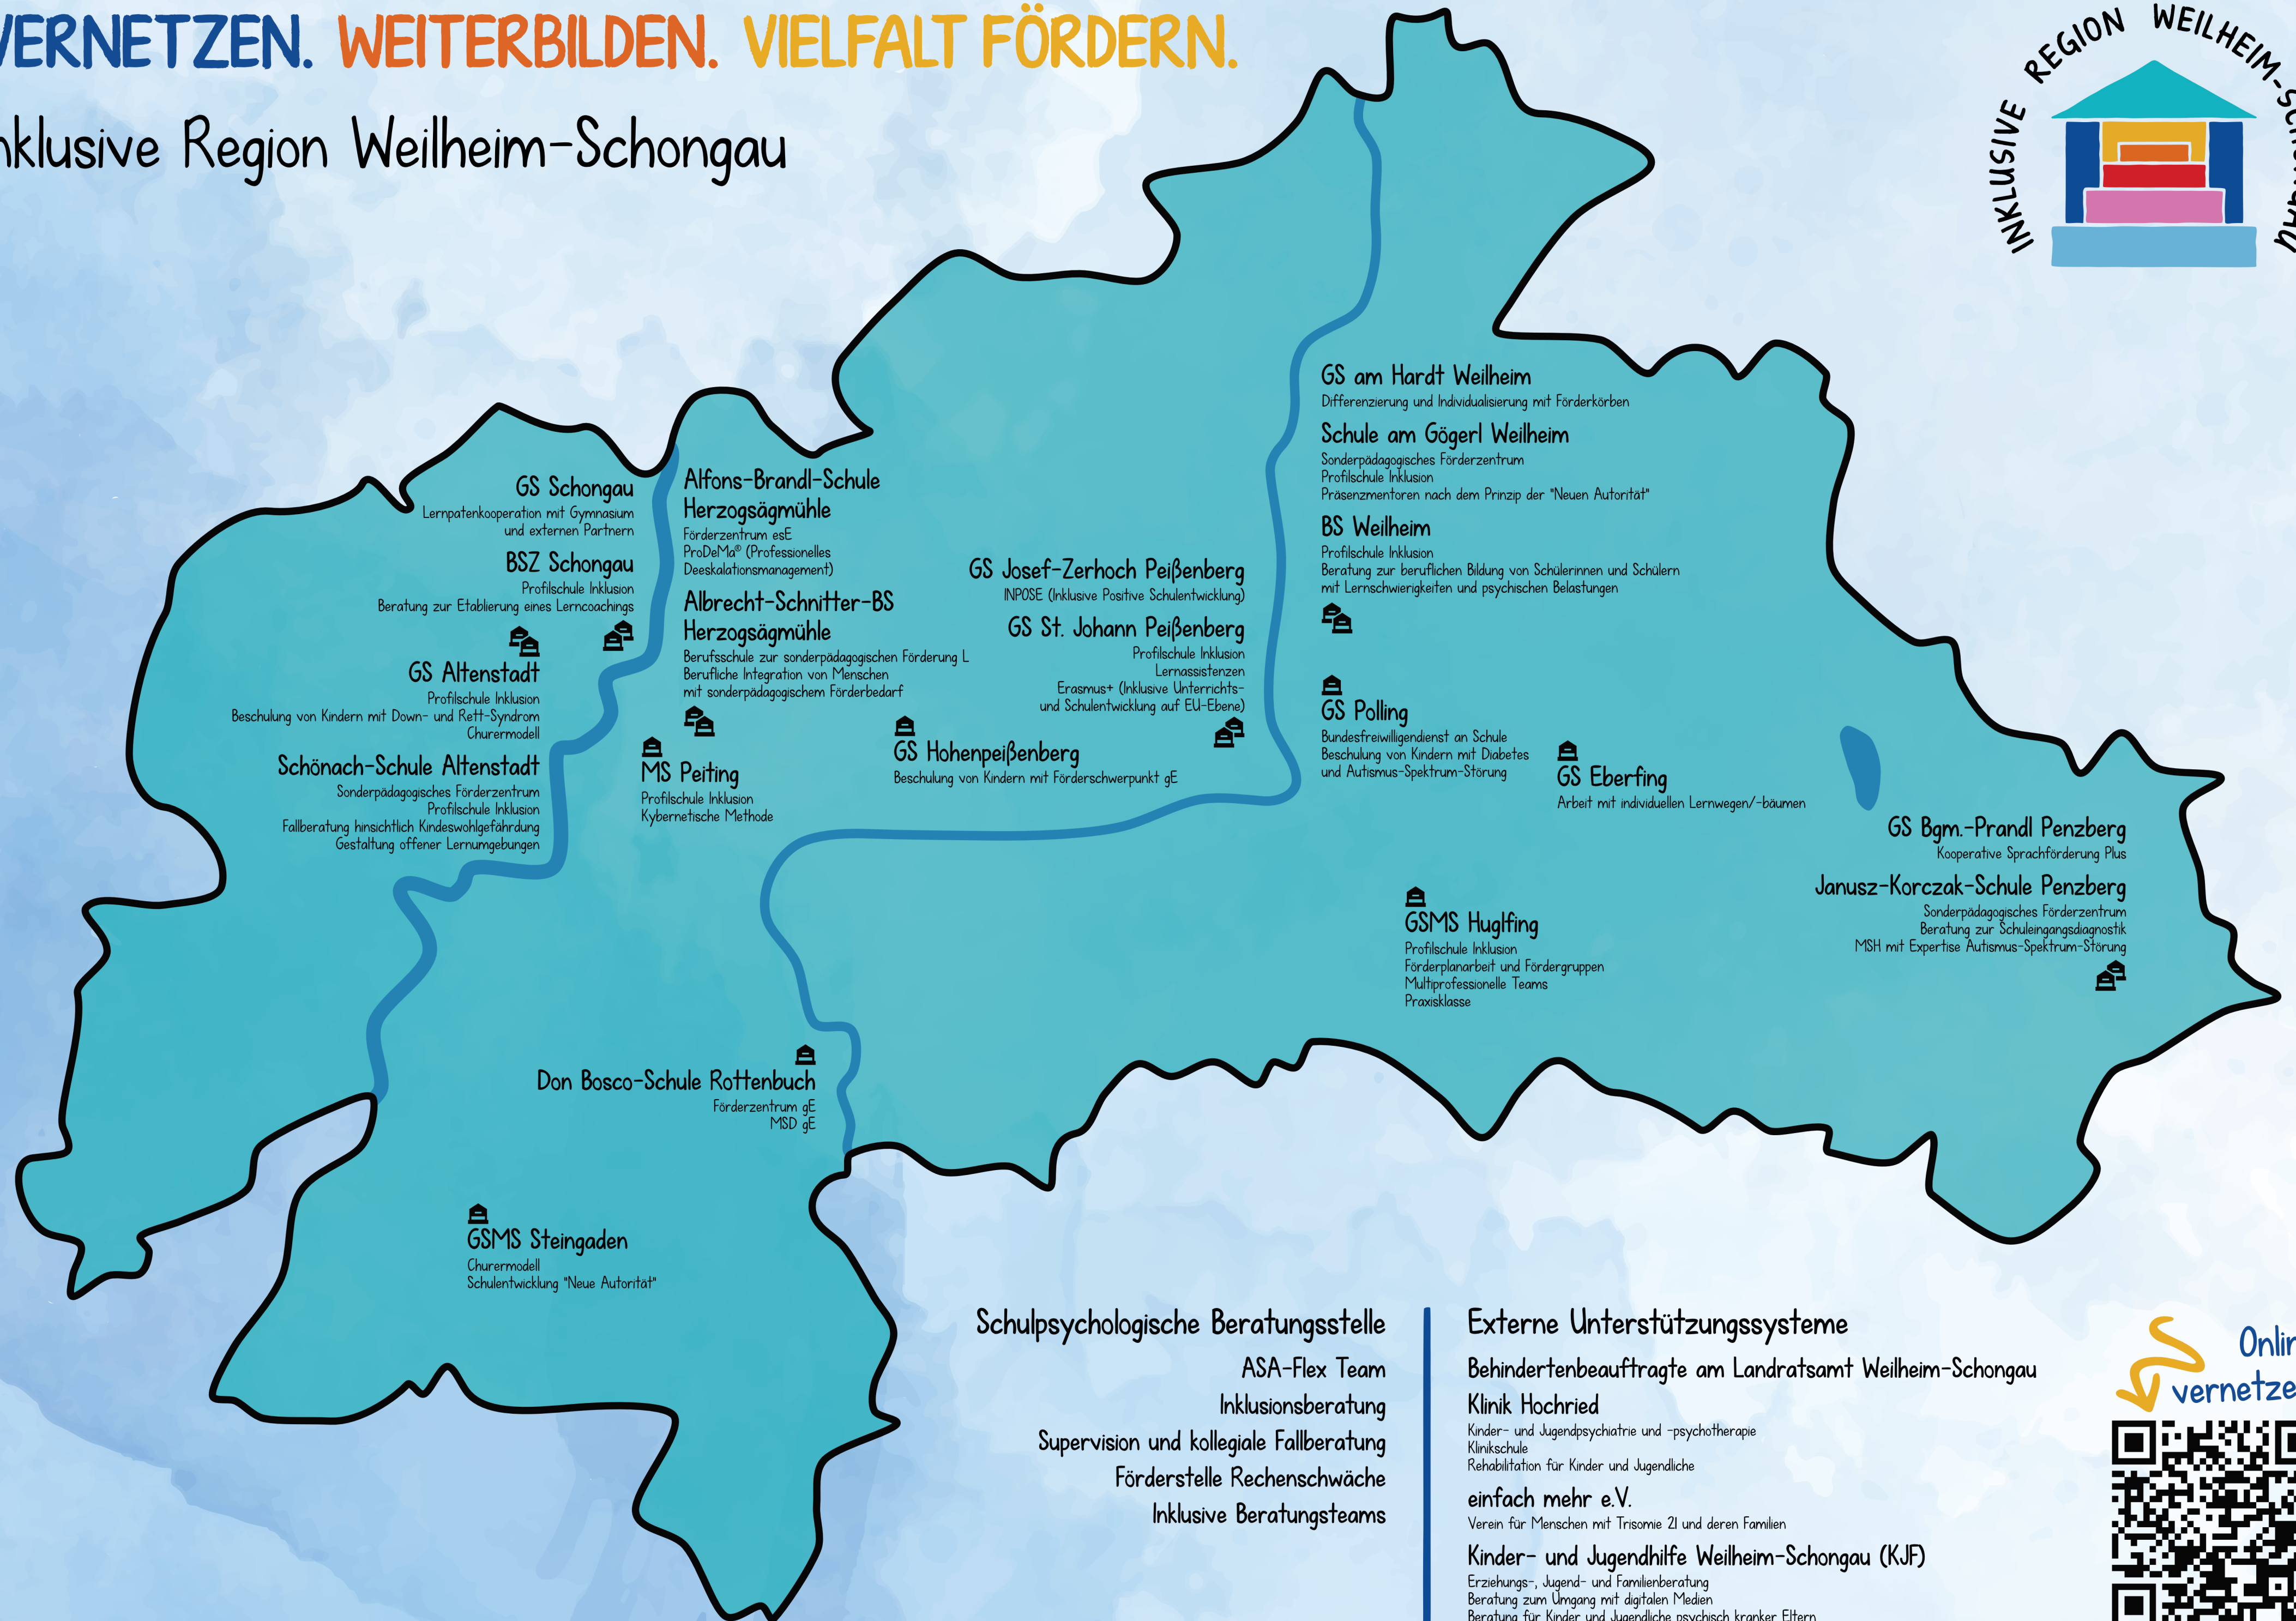 VERNETZEN. WEITERBILDEN. VIELFALT FÖRDERN.
Inklusive Region Weilheim-Schongau
INKLUSIVE REGION WEILHEIM-SCHONGAU
GS Schongau
Lernpatenkooperation mit Gymnasium
und externen Partnern
BSZ Schongau
Profilschule Inklusion
Beratung zur Etablierung eines Lerncoachings
GS Altenstadt
Profilschule Inklusion
Beschulung von Kindern mit Down- und Rett-Syndrom
Churermodell
Schönach-Schule Altenstadt
Sonderpädagogisches Förderzentrum
Profilschule Inklusion
Fallberatung hinsichtlich Kindeswohlgefährdung
Gestaltung offener Lernumgebungen
Alfons-Brandl-Schule
Herzogsägmühle
Förderzentrum esE
ProDeMa® (Professionelles
Deeskalationsmanagement)
Albrecht-Schnitter-BS
Herzogsägmühle
Berufsschule zur sonderpädagogischen Förderung L
Berufliche Integration von Menschen
mit sonderpädagogischem Förderbedarf
MS Peiting
Profilschule Inklusion
Kybernetische Methode
GS Hohenpeißenberg
Beschulung von Kindern mit Förderschwerpunkt gE
GS Josef-Zerhoch Peißenberg
INPOSE (Inklusive Positive Schulentwicklung)
GS St. Johann Peißenberg
Profilschule Inklusion
Lernassistenzen
Erasmus+ (Inklusive Unterrichts-
und Schulentwicklung auf EU-Ebene)
GS am Hardt Weilheim
Differenzierung und Individualisierung mit Förderkörben
Schule am Gögerl Weilheim
Sonderpädagogisches Förderzentrum
Profilschule Inklusion
Präsenzmentoren nach dem Prinzip der "Neuen Autorität"
BS Weilheim
Profilschule Inklusion
Beratung zur beruflichen Bildung von Schülerinnen und Schülern
mit Lernschwierigkeiten und psychischen Belastungen
GS Polling
Bundesfreiwilligendienst an Schule
Beschulung von Kindern mit Diabetes
und Autismus-Spektrum-Störung
GS Eberfing
Arbeit mit individuellen Lernwegen/-bäumen
GS Bgm.-Prandl Penzberg
Kooperative Sprachförderung Plus
Janusz-Korczak-Schule Penzberg
Sonderpädagogisches Förderzentrum
Beratung zur Schuleingangsdiagnostik
MSH mit Expertise Autismus-Spektrum-Störung
GSMS Huglfing
Profilschule Inklusion
Förderplanarbeit und Fördergruppen
Multiprofessionelle Teams
Praxisklasse
Don Bosco-Schule Rottenbuch
Förderzentrum gE
MSD gE
GSMS Steingaden
Churermodell
Schulentwicklung "Neue Autorität"
Schulpsychologische Beratungsstelle
ASA-Flex Team
Inklusionsberatung
Supervision und kollegiale Fallberatung
Förderstelle Rechenschwäche
Inklusive Beratungsteams
Externe Unterstützungssysteme
Behindertenbeauftragte am Landratsamt Weilheim-Schongau
Klinik Hochried
Kinder- und Jugendpsychiatrie und -psychotherapie
Klinikschule
Rehabilitation für Kinder und Jugendliche
einfach mehr e.V.
Verein für Menschen mit Trisomie 21 und deren Familien
Kinder- und Jugendhilfe Weilheim-Schongau (KJF)
Erziehungs-, Jugend- und Familienberatung
Beratung zum Umgang mit digitalen Medien
Beratung für Kinder und Jugendliche psychisch kranker Eltern